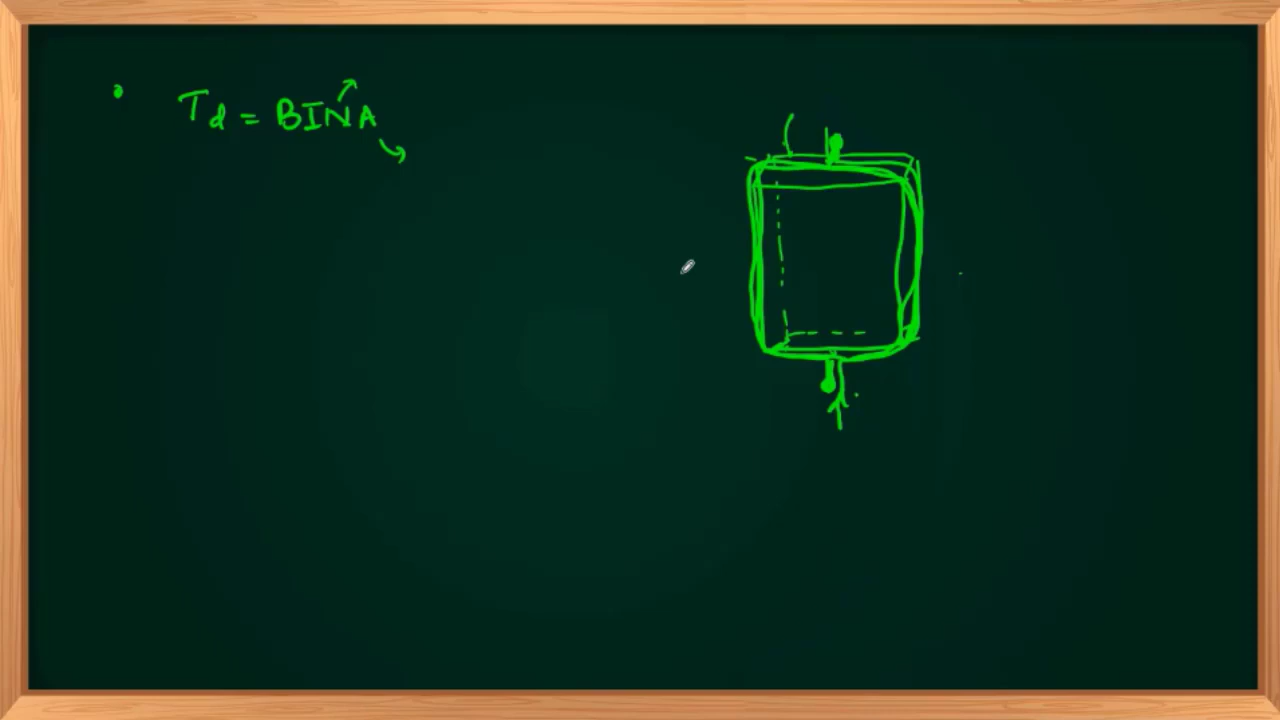 • Td = BINA